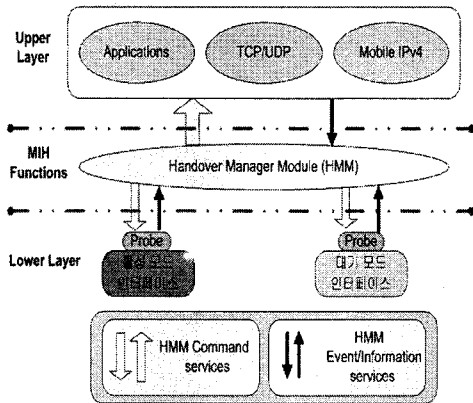 Upper
Layer
Applications
TCP/UDP
Mobile IPv4
MIH
Functions
Handover Manager Module (HMM)
Lower Layer
Probe
모드
인터페이스
Probe
대기 모드
인터페이스
HMM Command
services
HMM
Event/Information
services